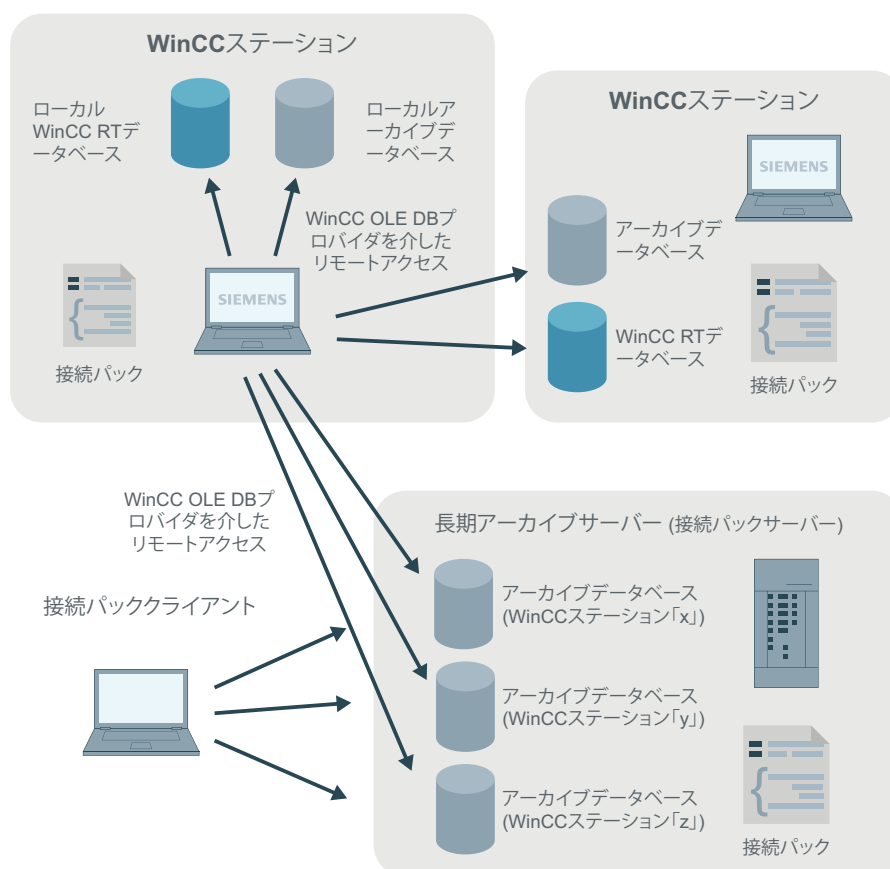 WinCCステーション
ローカル
WinCC RTデ
ータベース
ローカルア
ーカイブデ
ータベース
WinCC OLE DBプ
ロバイダを介した
リモートアクセス
SIEMENS
接続パック
WinCCステーション
SIEMENS
アーカイブデ
ータベース
WinCC RTデ
ータベース
接続パック
WinCC OLE DBプ
ロバイダを介した
リモートアクセス
接続パッククライアント
長期アーカイブサーバー (接続パックサーバー)
アーカイブデータベース
(WinCCステーション「x」)
アーカイブデータベース
(WinCCステーション「y」)
アーカイブデータベース
(WinCCステーション「z」)
接続パック